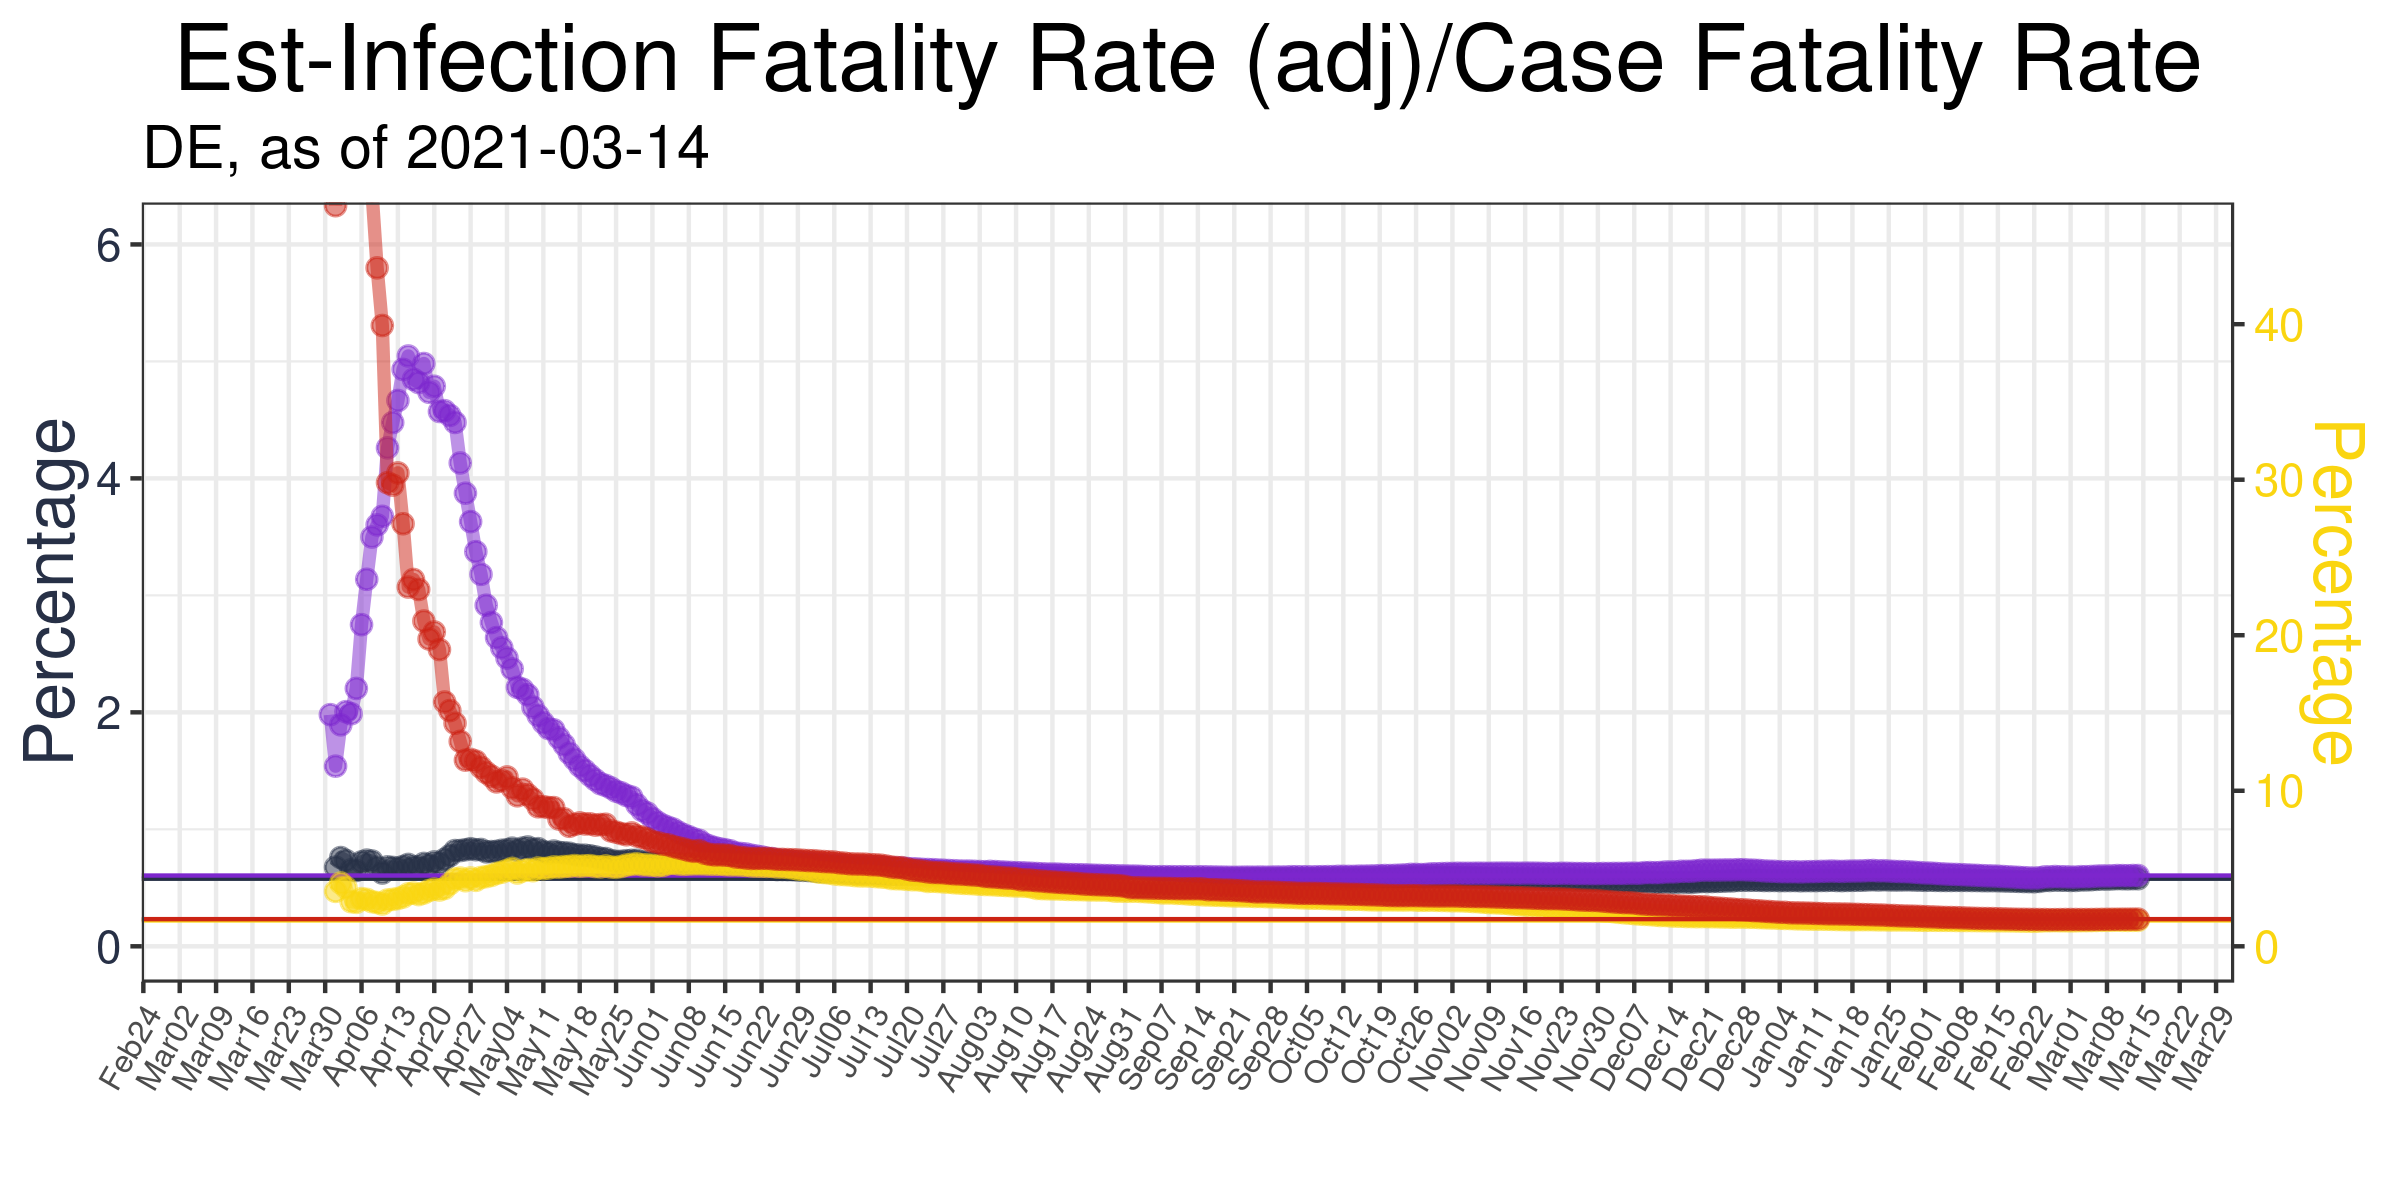 Est-Infection Fatality Rate (adj)/Case Fatality Rate
DE, as of 2021-03-14
Percentage
6
4
2
0
40
30
20
10
0
Percentage
Feb24
Mar02
Mar09
Mar16
Mar23
Mar30
Apr06
Apr13
Apr20
Apr27
May04
May11
May18
May25
Jun01
Jun08
Jun15
Jun22
Jun29
Jul06
Jul13
Jul20
Jul27
Aug03
Aug10
Aug17
Aug24
Aug31
Sep07
Sep14
Sep21
Sep28
Oct05
Oct12
Oct19
Oct26
Nov02
Nov09
Nov16
Nov23
Nov30
Dec07
Dec14
Dec21
Dec28
Jan04
Jan11
Jan18
Jan25
Feb01
Feb08
Feb15
Feb22
Mar01
Mar08
Mar15
Mar22
Mar29